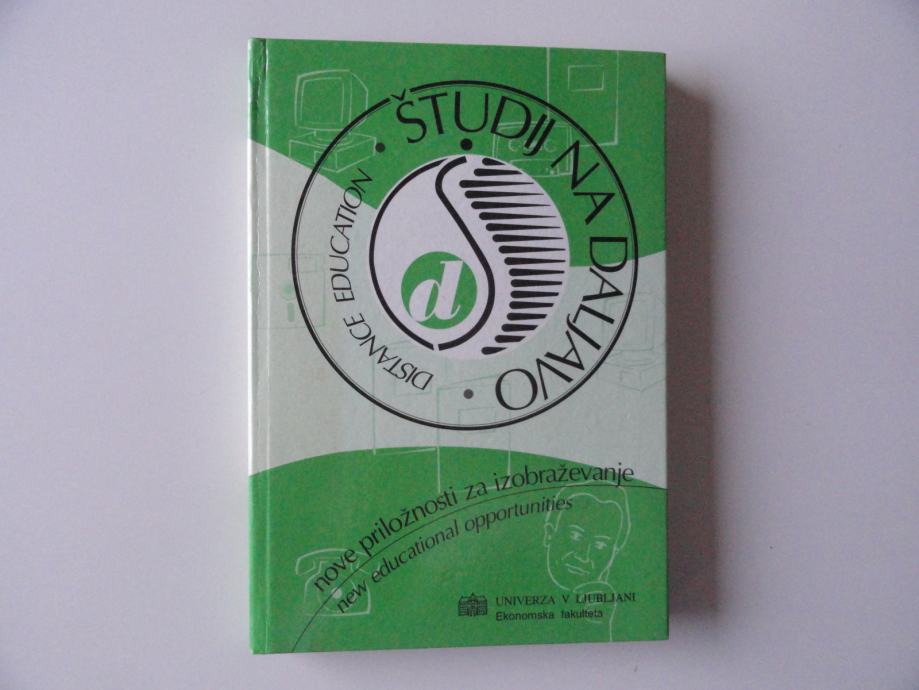 • ŠTUDIJ NA DALJAVO •
DISTANCE EDUCATION
d
nove priložnosti za izobraževanje
new educational opportunities
UNIVERZA V LJUBLJANI
Ekonomska fakulteta